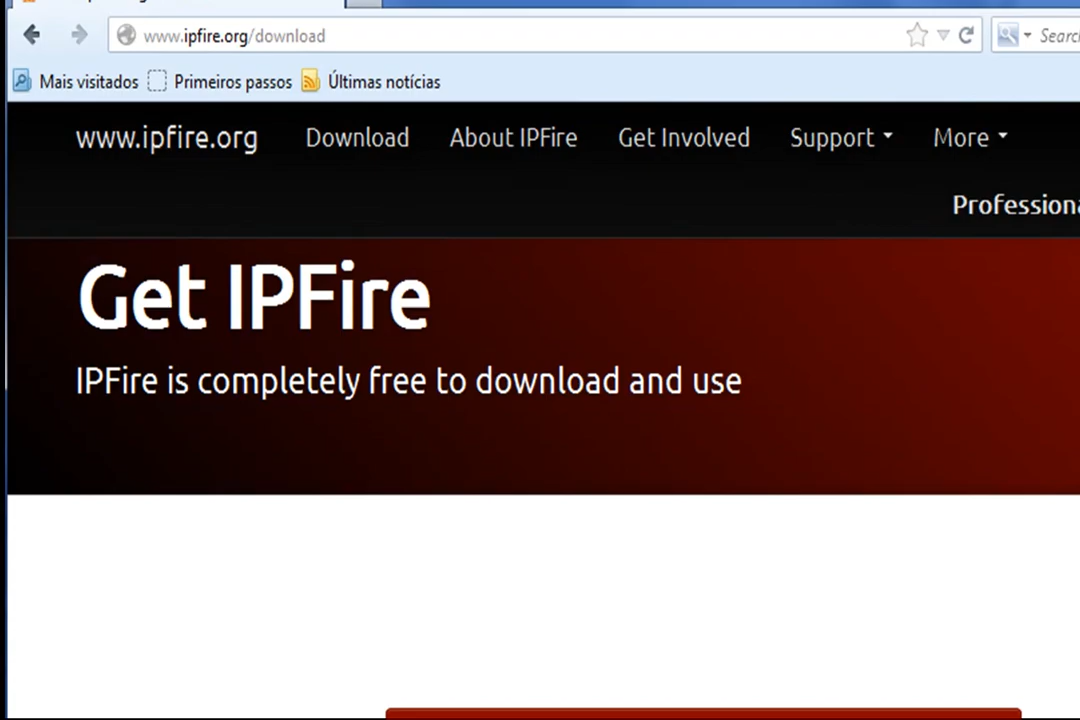 www.ipfire.org/download
Mais visitados Primeiros passos Últimas notícias
www.ipfire.org Download About IPFire Get Involved Support More
Get IPFire
IPFire is completely free to download and use